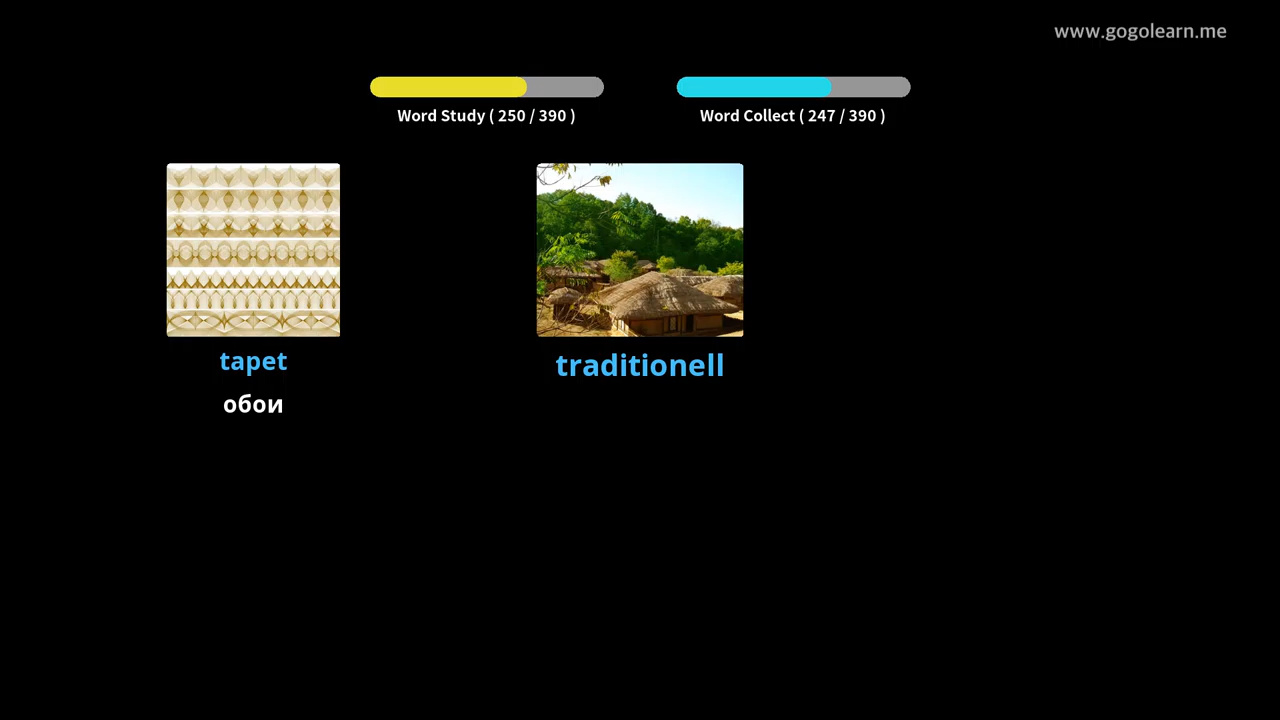 www.gogolearn.me
Word Study ( 250 / 390 )
Word Collect ( 247 / 390 )
tapet
обои
traditionell